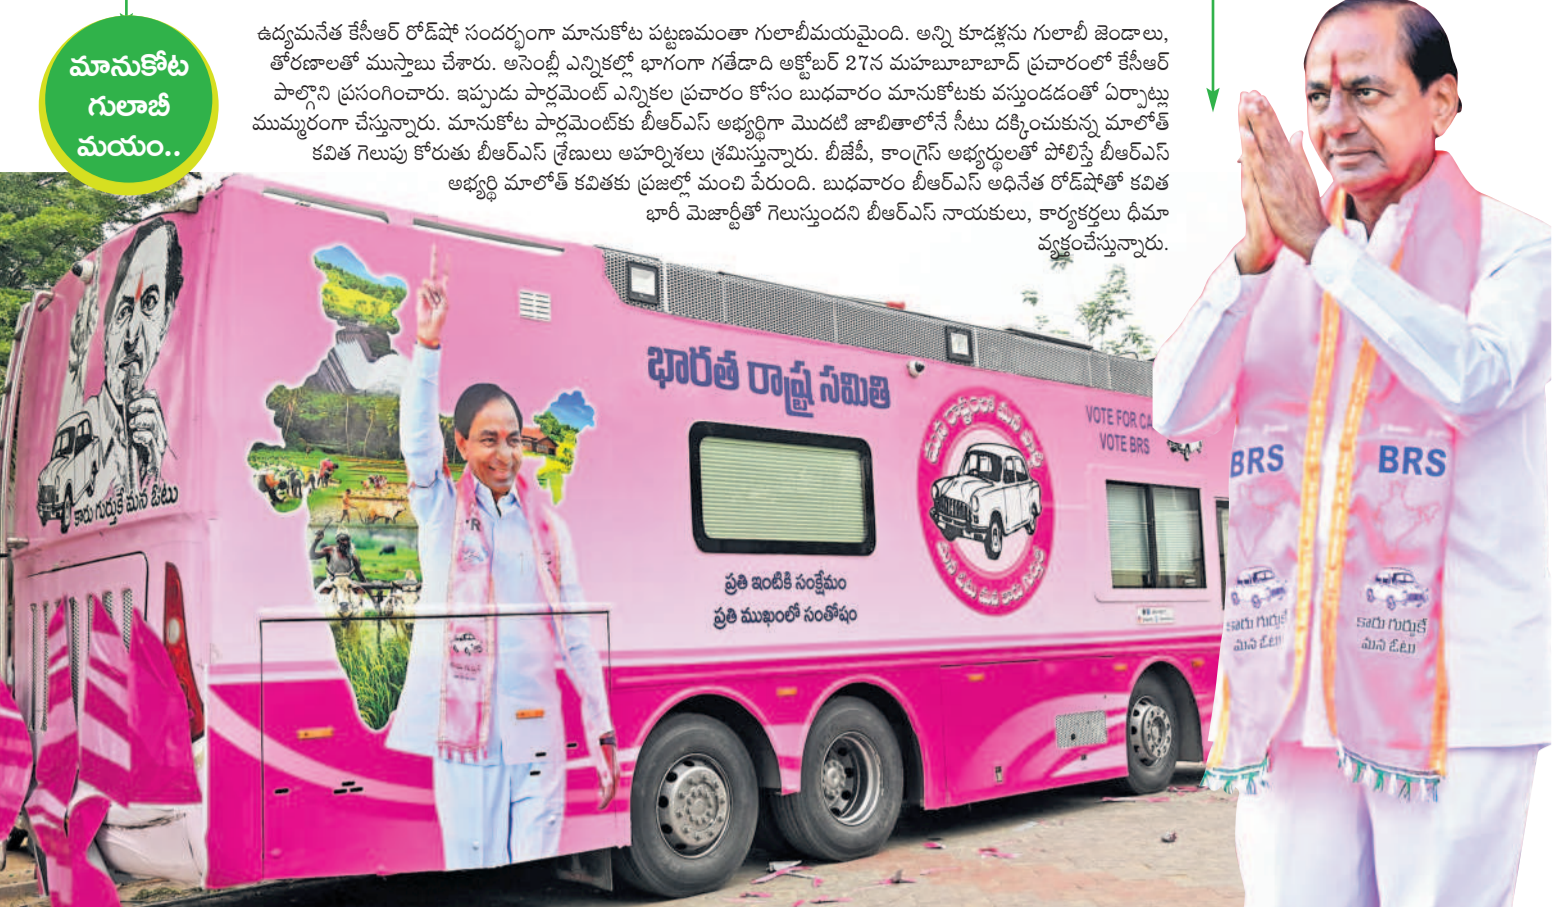 మానుకోట
గులాబీ
మయం..
ఉద్యమనేత కేసీఆర్ రోడ్‌షో సందర్భంగా మానుకోట పట్టణమంతా గులాబీమయమైంది. అన్ని కూడళ్లను గులాబీ జెండాలు,
తోరణాలతో ముస్తాబు చేశారు. అసెంబ్లీ ఎన్నికల్లో భాగంగా గతేడాది అక్టోబర్ 27న మహబూబాబాద్ ప్రచారంలో కేసీఆర్
పాల్గొని ప్రసంగించారు. ఇప్పుడు పార్లమెంట్ ఎన్నికల ప్రచారం కోసం బుధవారం మానుకోటకు వస్తుండడంతో ఏర్పాట్లు
ముమ్మరంగా చేస్తున్నారు. మానుకోట పార్లమెంట్‌కు బీఆర్ఎస్ అభ్యర్థిగా మొదటి జాబితాలోనే సీటు దక్కించుకున్న మాలోత్
కవిత గెలుపు కోరుతు బీఆర్ఎస్ శ్రేణులు అహర్నిశలు శ్రమిస్తున్నారు. బీజేపీ, కాంగ్రెస్ అభ్యర్థులతో పోలిస్తే బీఆర్ఎస్
అభ్యర్థి మాలోత్ కవితకు ప్రజల్లో మంచి పేరుంది. బుధవారం బీఆర్ఎస్ అధినేత రోడ్‌షోతో కవిత
భారీ మెజార్టీతో గెలుస్తుందని బీఆర్ఎస్ నాయకులు, కార్యకర్తలు ధీమా
వ్యక్తంచేస్తున్నారు.
భారత రాష్ట్ర సమితి
VOTE FOR CA
VOTE BRS
కారు గుర్తుకే మన ఓటు
ప్రతి ఇంటికి సంక్షేమం
ప్రతి ముఖంలో సంతోషం
BRS
BRS
కారు గుర్తుకే
మన ఓటు
కారు గుర్తుకే
మన ఓటు